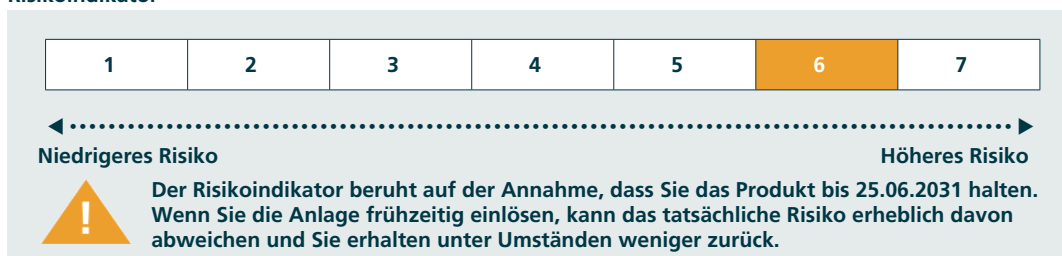 Risikoindikator
1 2 3 4 5 6 7
Niedrigeres Risiko Höheres Risiko
! Der Risikoindikator beruht auf der Annahme, dass Sie das Produkt bis 25.06.2031 halten.
Wenn Sie die Anlage frühzeitig einlösen, kann das tatsächliche Risiko erheblich davon
abweichen und Sie erhalten unter Umständen weniger zurück.